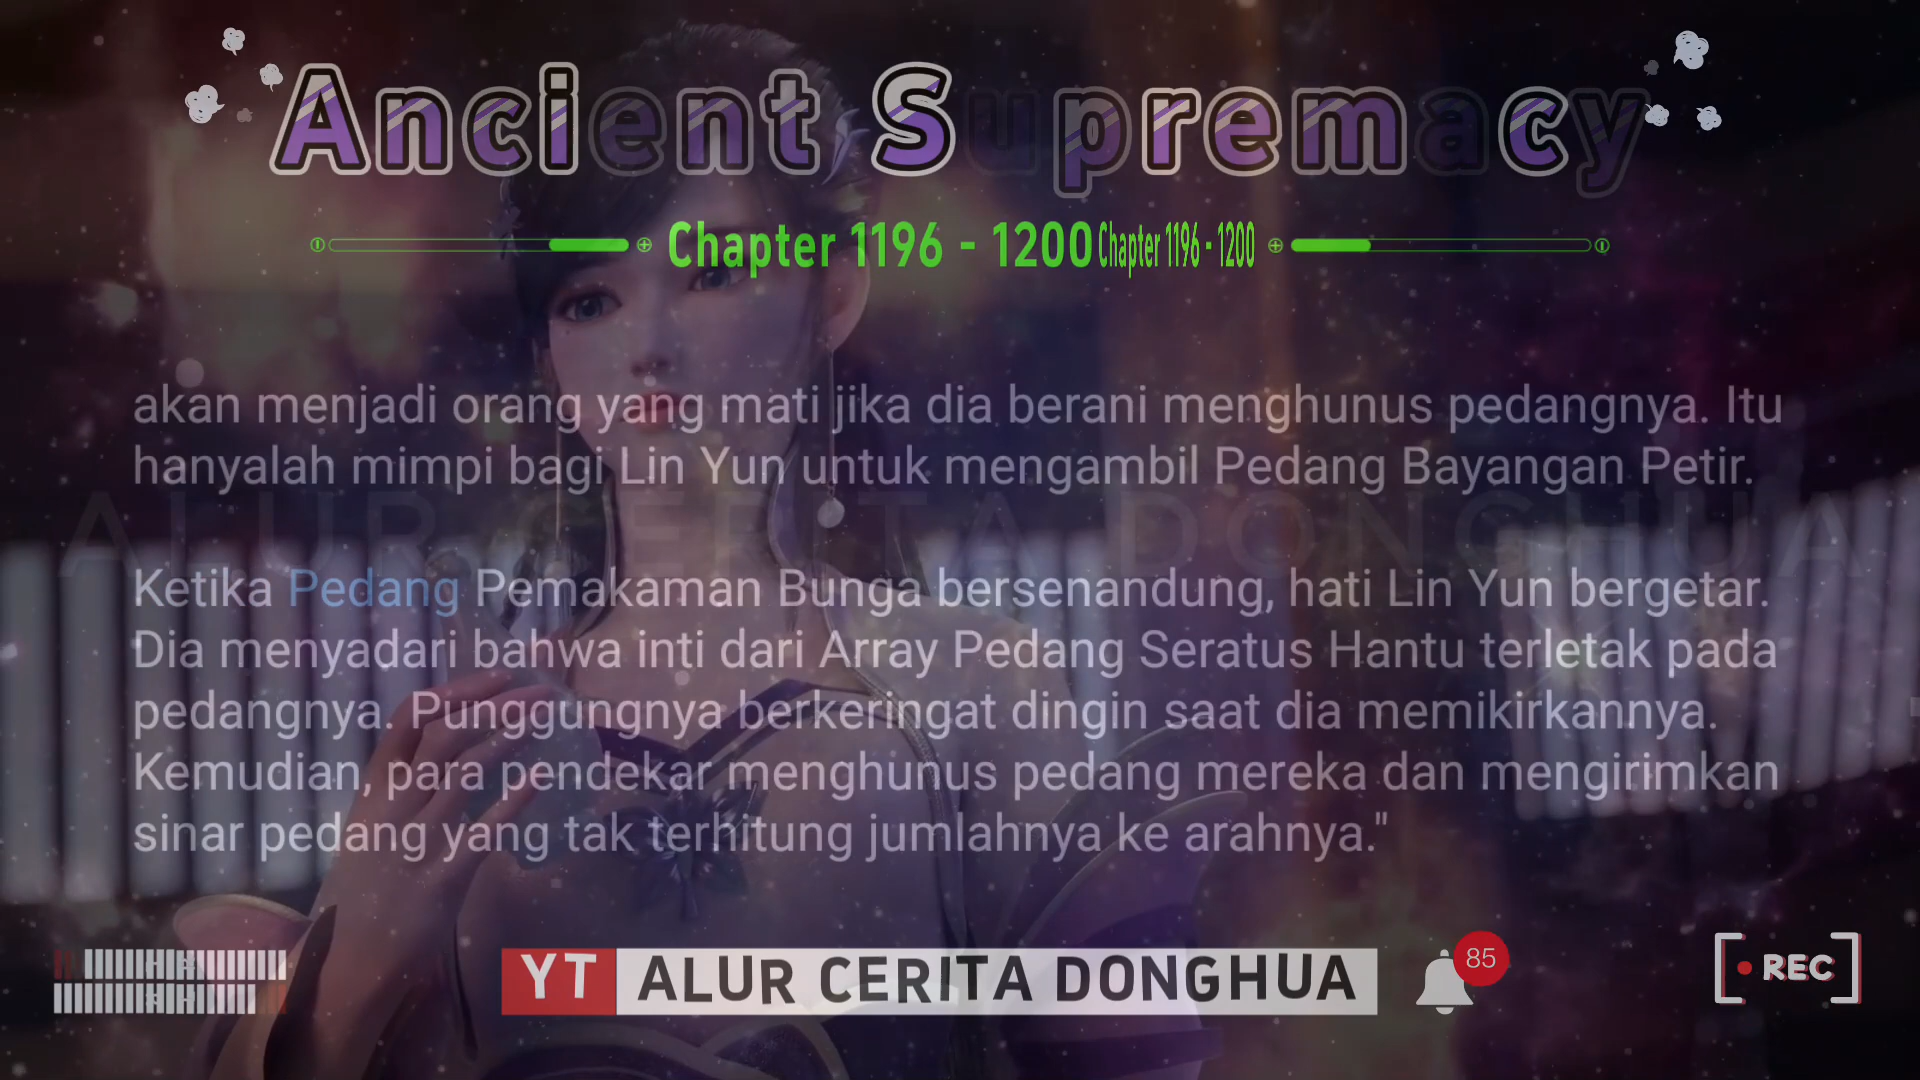 Ancient Supremacy
Chapter 1196 - 1200 Chapter 1196 - 1200
akan menjadi orang yang mati jika dia berani menghunus pedangnya. Itu
hanyalah mimpi bagi Lin Yun untuk mengambil Pedang Bayangan Petir.
ALUR CERITA DONGHUA
Ketika Pedang Pemakaman Bunga bersenandung, hati Lin Yun bergetar.
Dia menyadari bahwa inti dari Array Pedang Seratus Hantu terletak pada
pedangnya. Punggungnya berkeringat dingin saat dia memikirkannya.
Kemudian, para pendekar menghunus pedang mereka dan mengirimkan
sinar pedang yang tak terhitung jumlahnya ke arahnya."
YT ALUR CERITA DONGHUA
85
REC